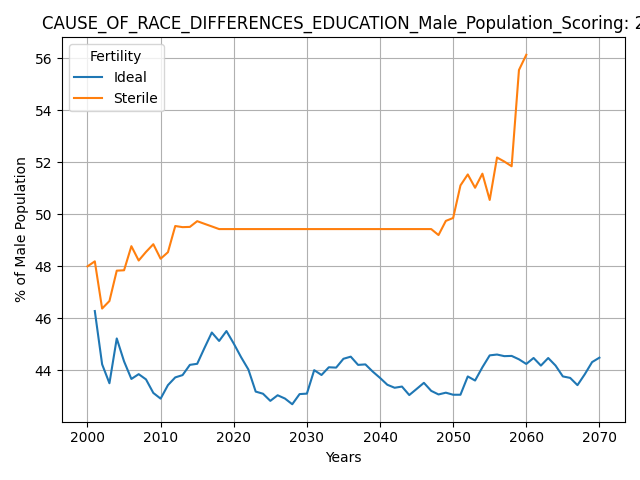 CAUSE_OF_RACE_DIFFERENCES_EDUCATION_Male_Population_Scoring: 2
Fertility
Ideal
Sterile
% of Male Population
56
54
52
50
48
46
44
2000 2010 2020 2030 2040 2050 2060 2070
Years